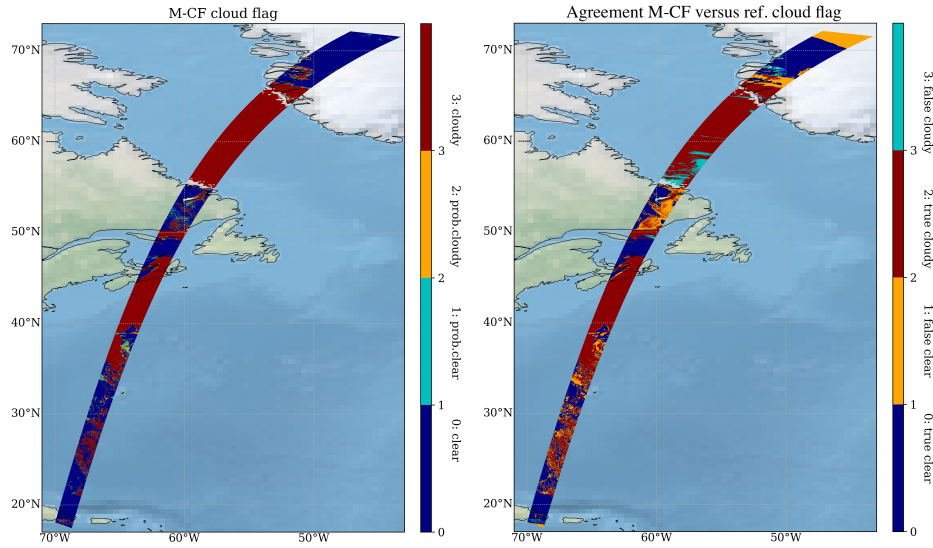 M-CF cloud flag
70°N
60°N
50°N
40°N
30°N
20°N
70°W
60°W
50°W
3
2
1
0
3: cloudy
2: prob.cloudy
1: prob.clear
0: clear
Agreement M-CF versus ref. cloud flag
70°N
60°N
50°N
40°N
30°N
20°N
70°W
60°W
50°W
3
2
1
0
3: false cloudy
2: true cloudy
1: false clear
0: true clear